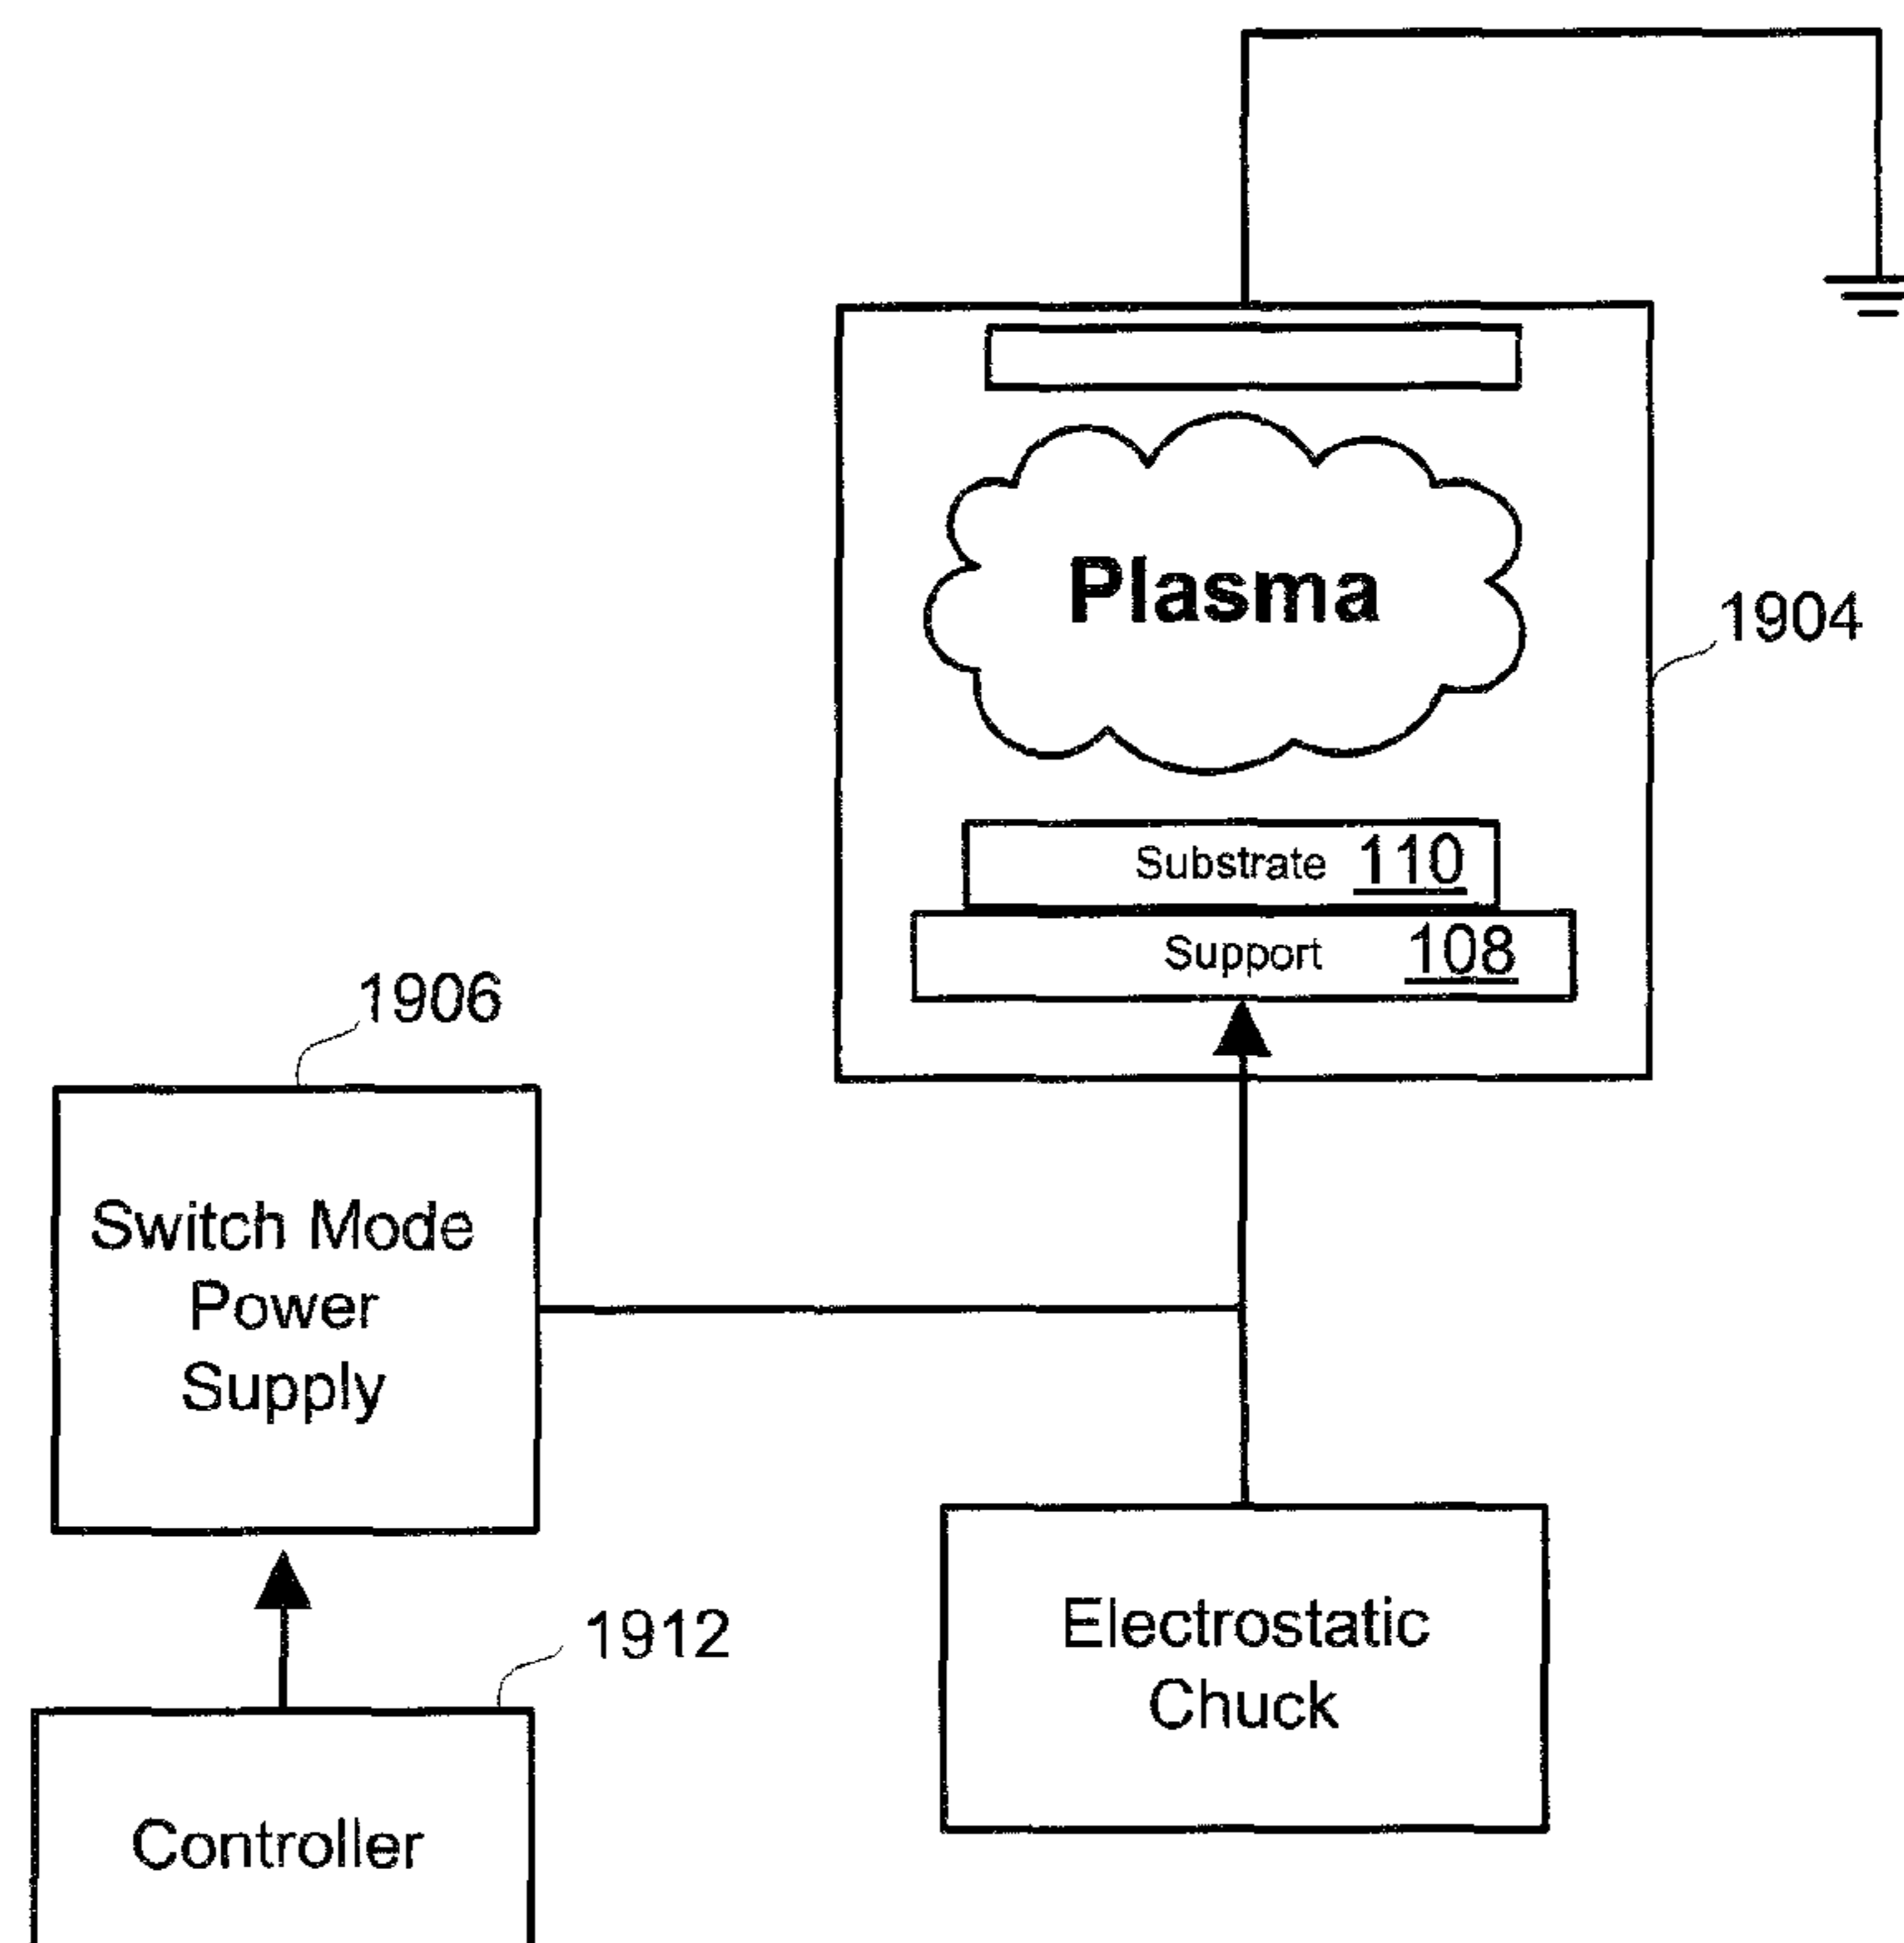 Plasma
1904
Substrate 110
Support 108
1906
Switch Mode
Power
Supply
1912
Electrostatic
Chuck
Controller